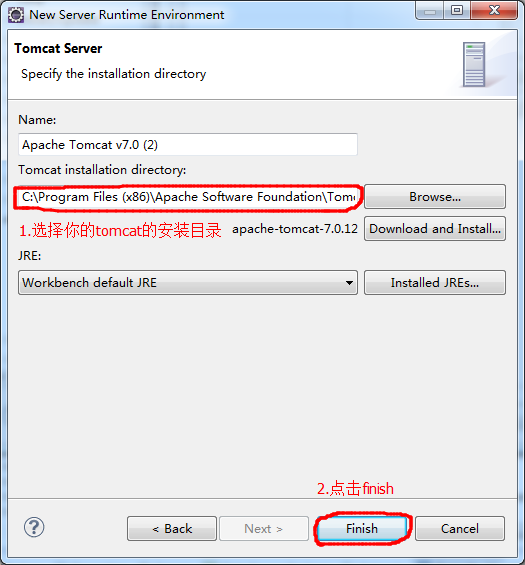 New Server Runtime Environment
Tomcat Server
Specify the installation directory
Name:
Apache Tomcat v7.0 (2)
Tomcat installation directory:
C:\Program Files (x86)\Apache Software Foundation\Tom
Browse...
1.选择你的tomcat的安装目录
apache-tomcat-7.0.12
Download and Install...
JRE:
Workbench default JRE
Installed JREs...
2.点击finish
?
< Back
Next >
Finish
Cancel